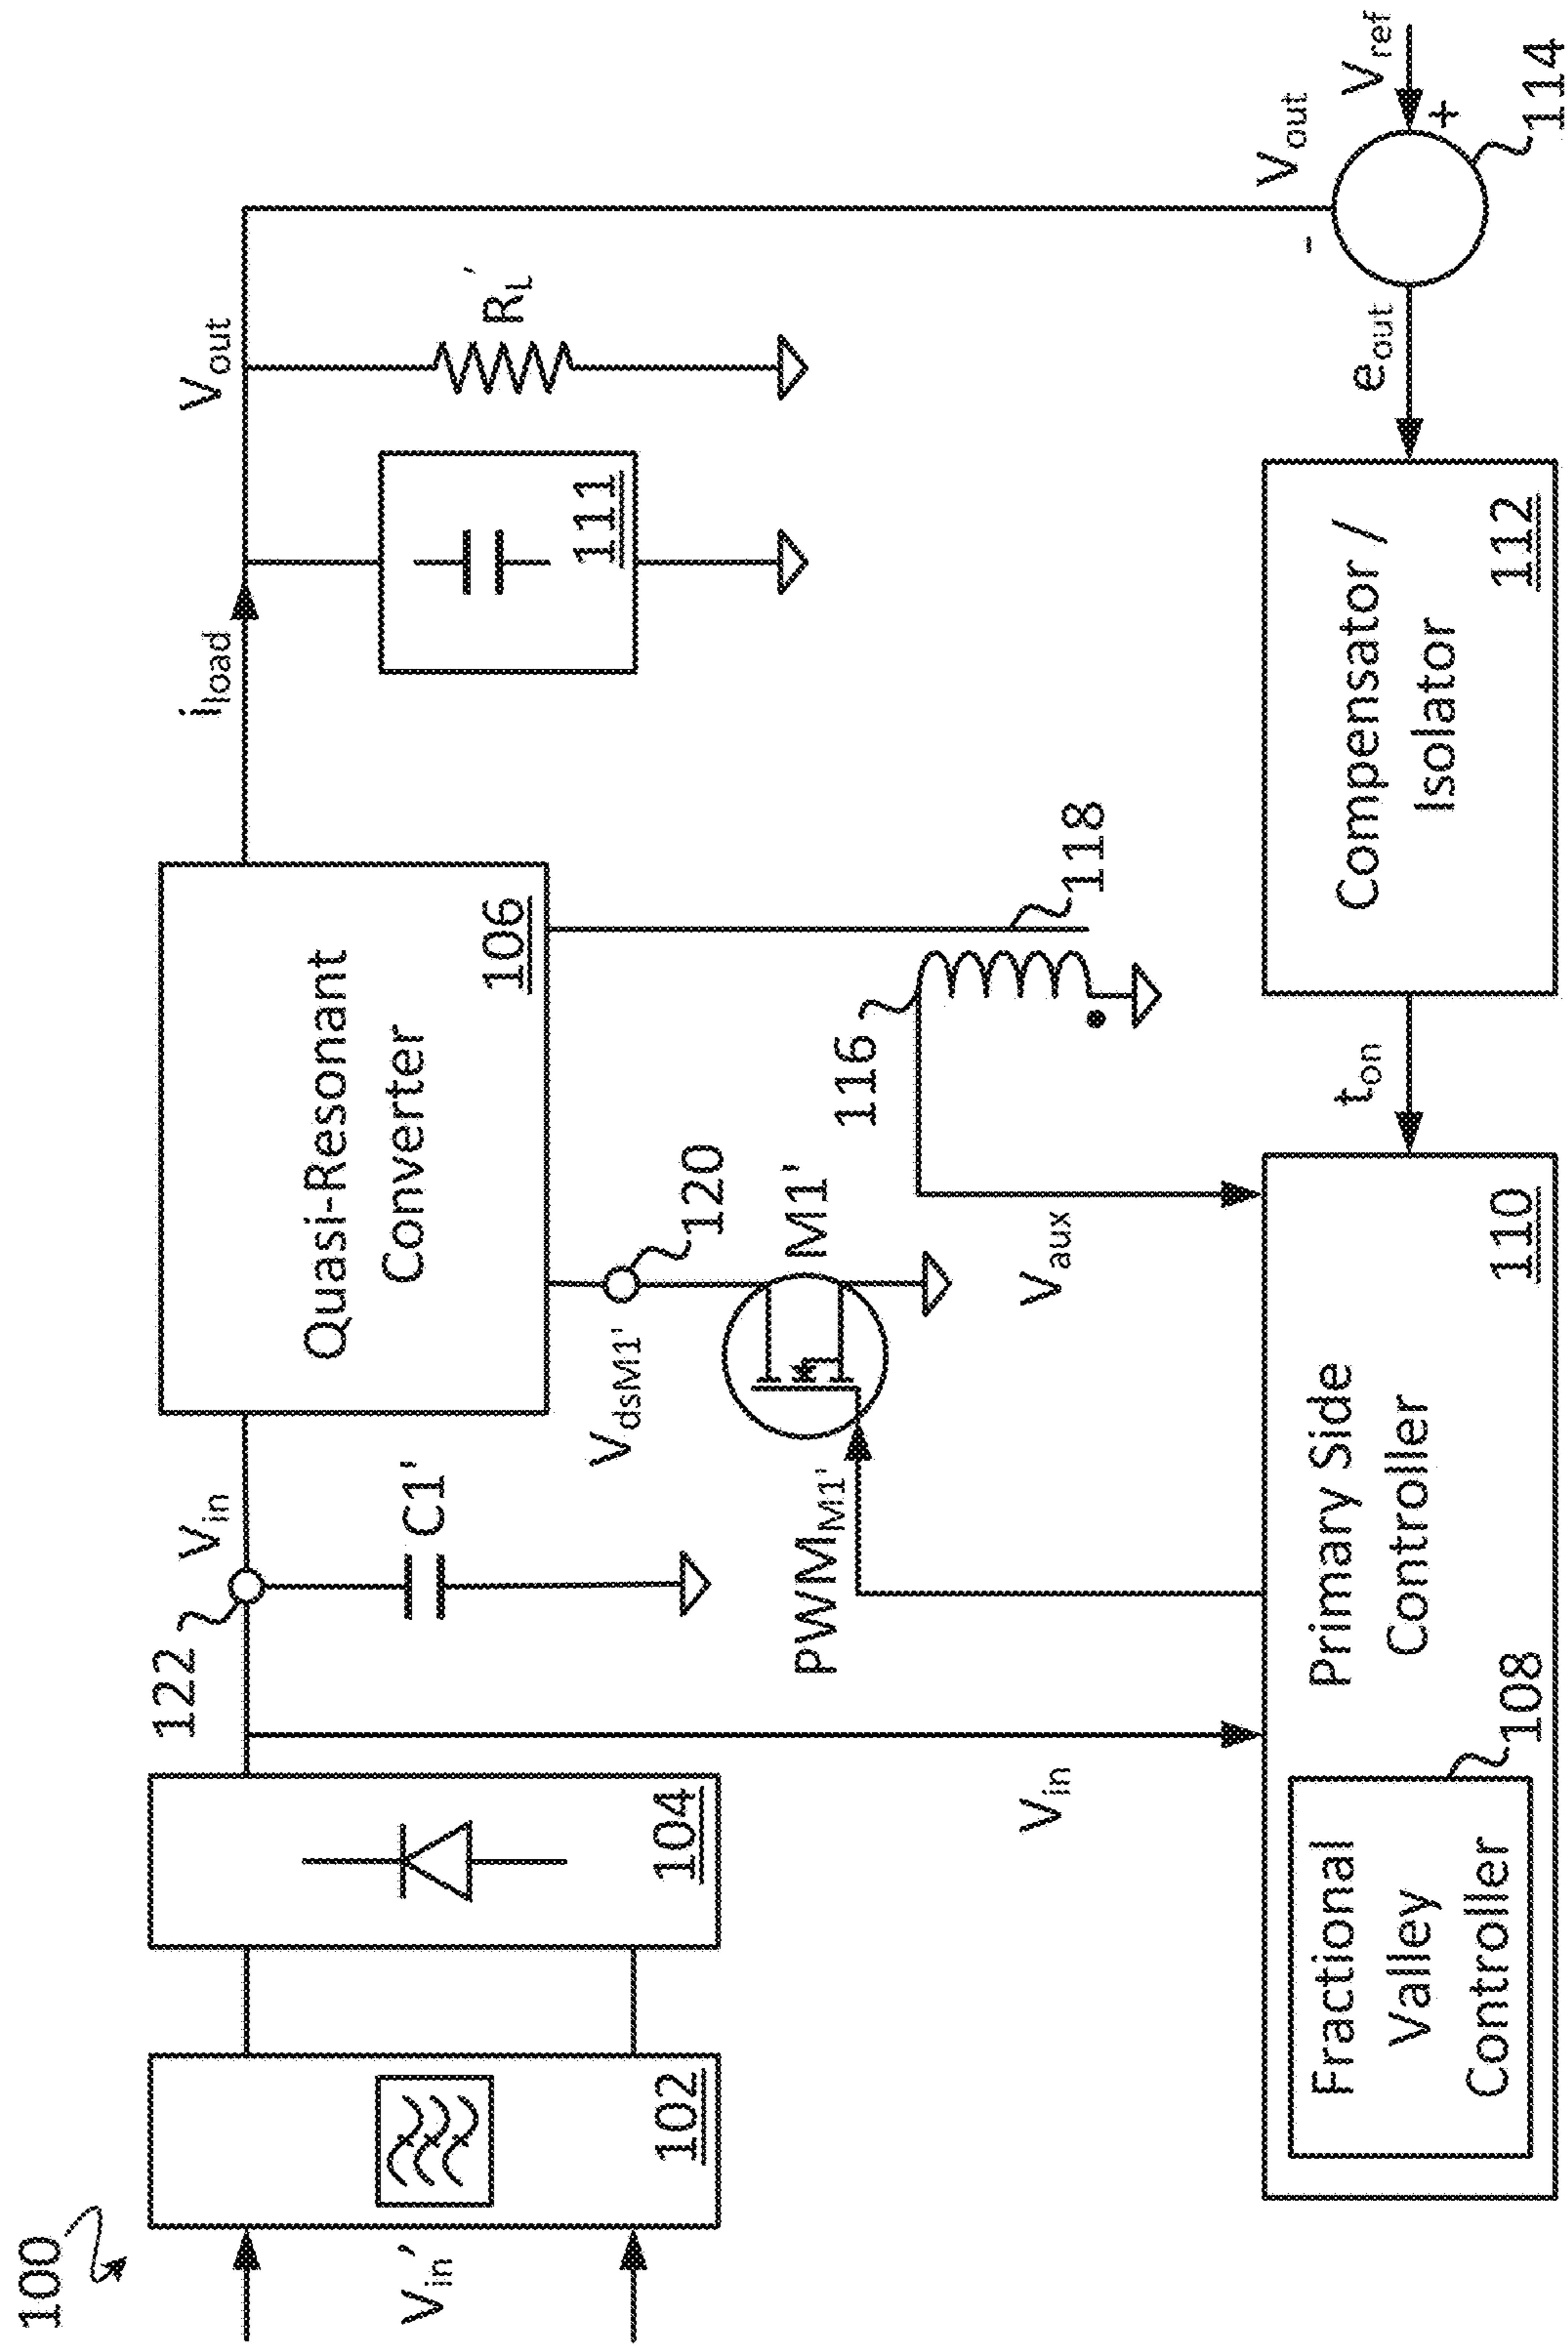 100
V_in'
102
104
122
V_in
C1'
Quasi-Resonant
Converter
106
i_load
V_out
111
R_L'
V_dsM1'
120
M1'
PWM_M1'
116
118
V_in
V_aux
Fractional
Valley
Controller
108
Primary Side
Controller
110
t_on
Compensator /
Isolator
112
e_out
-
V_out
V_ref
+
114